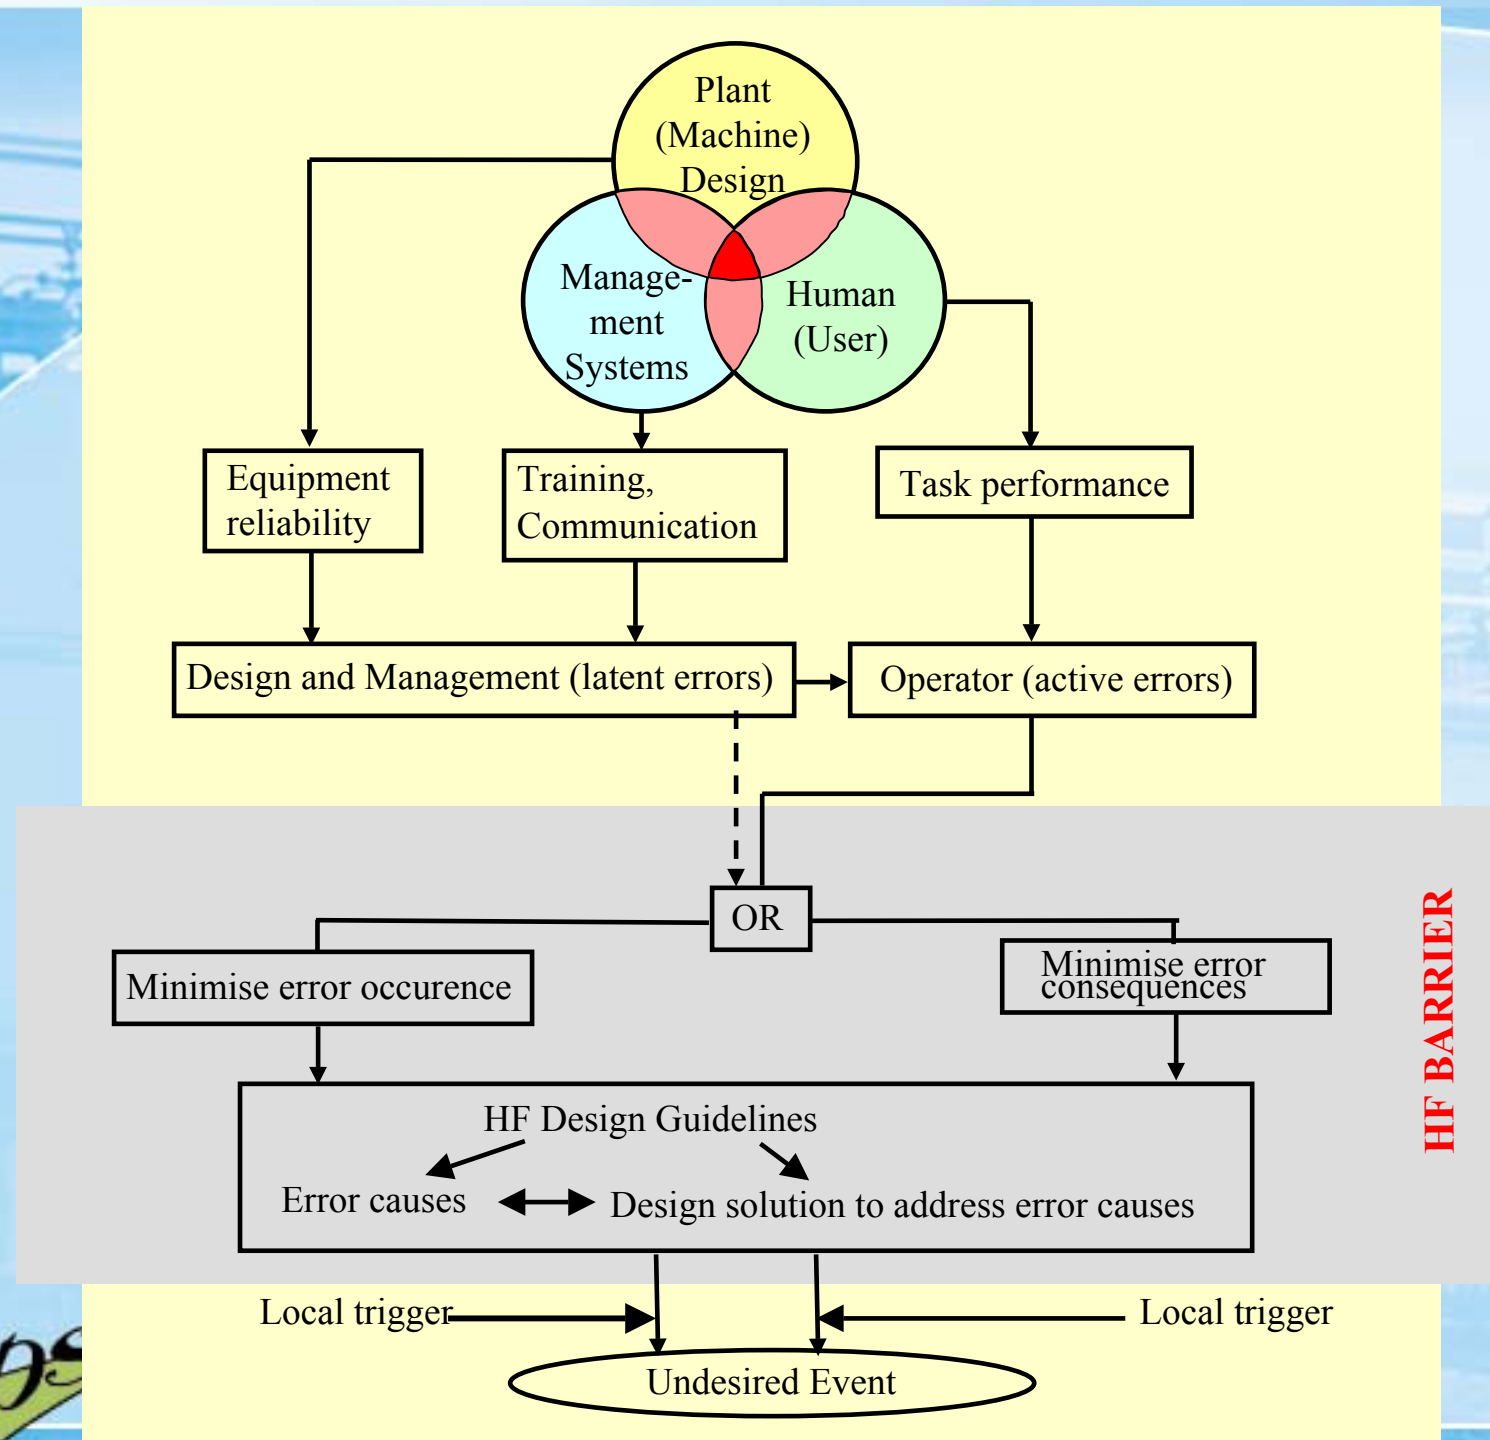 Plant
(Machine)
Design
Manage-
ment
Systems
Human
(User)
Equipment
reliability
Training,
Communication
Task performance
Design and Management (latent errors)
Operator (active errors)
OR
Minimise error occurence
Minimise error
consequences
HF BARRIER
HF Design Guidelines
Error causes
Design solution to address error causes
Local trigger
Local trigger
Undesired Event